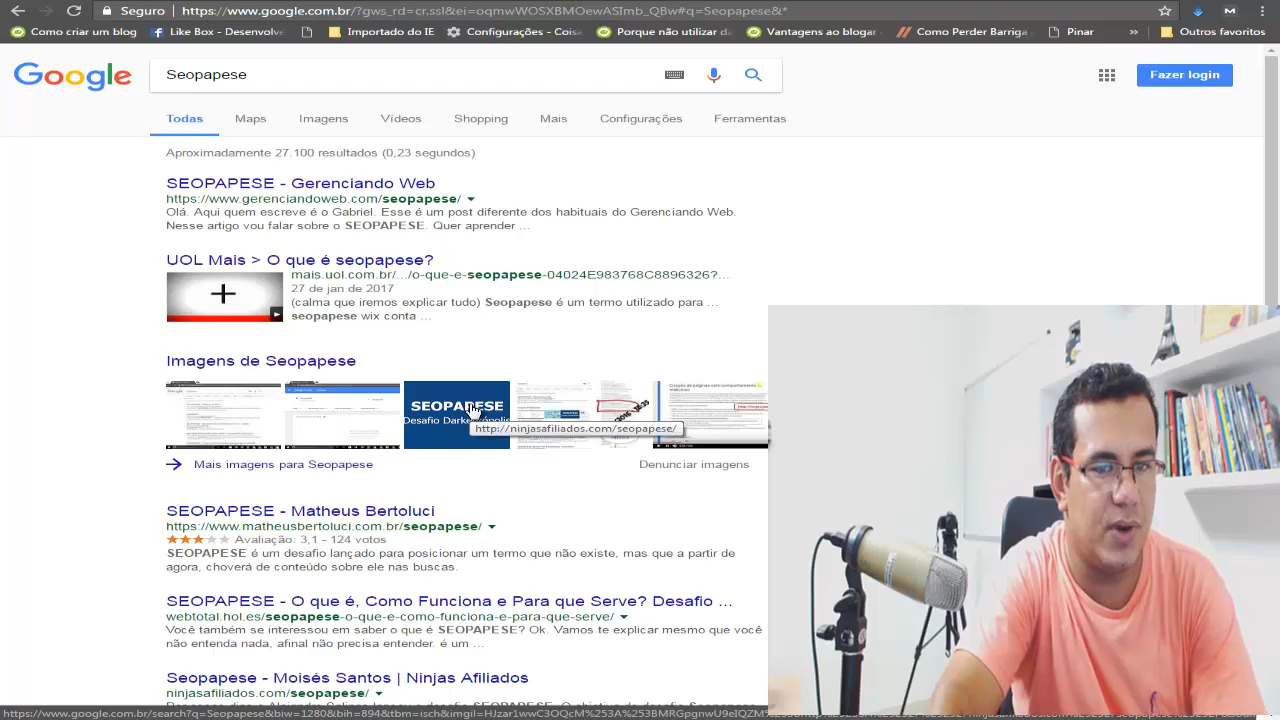 Seguro | https://www.google.com.br/?gws_rd=cr,ssl&ei=oqmwWOSXBMOewASImb_QBw#q=Seopapese&*
Como criar um blog Like Box - Desenvolv Importado do IE Configurações - Coisa Porque não utilizar da Vantagens ao blogar Como Perder Barriga Pinar Outros favoritos
Google Seopapese Fazer login
Todas Maps Imagens Vídeos Shopping Mais Configurações Ferramentas
Aproximadamente 27.100 resultados (0,23 segundos)
SEOPAPESE - Gerenciando Web
https://www.gerenciandoweb.com/seopapese/
Olá. Aqui quem escreve é o Gabriel. Esse é um post diferente dos habituais do Gerenciando Web.
Nesse artigo vou falar sobre o SEOPAPESE. Quer aprender ...
UOL Mais > O que é seopapese?
mais.uol.com.br/.../o-que-e-seopapese-04024E983768C8896326?...
27 de jan de 2017
(calma que iremos explicar tudo) Seopapese é um termo utilizado para ...
seopapese wix conta ...
Imagens de Seopapese
SEOPAPESE
Desafio Darke
http://ninjasafiliados.com/seopapese/
Mais imagens para Seopapese Denunciar imagens
SEOPAPESE - Matheus Bertoluci
https://www.matheusbertoluci.com.br/seopapese/
Avaliação: 3,1 - 124 votos
SEOPAPESE é um desafio lançado para posicionar um termo que não existe, mas que a partir de
agora, choverá de conteúdo sobre ele nas buscas.
SEOPAPESE - O que é, Como Funciona e Para que Serve? Desafio ...
webtotal.hol.es/seopapese-o-que-e-como-funciona-e-para-que-serve/
Você também se interessou em saber o que é SEOPAPESE? Ok. Vamos te explicar mesmo que você
não entenda nada, afinal não precisa entender. é um ...
Seopapese - Moisés Santos | Ninjas Afiliados
ninjasafiliados.com/seopapese/